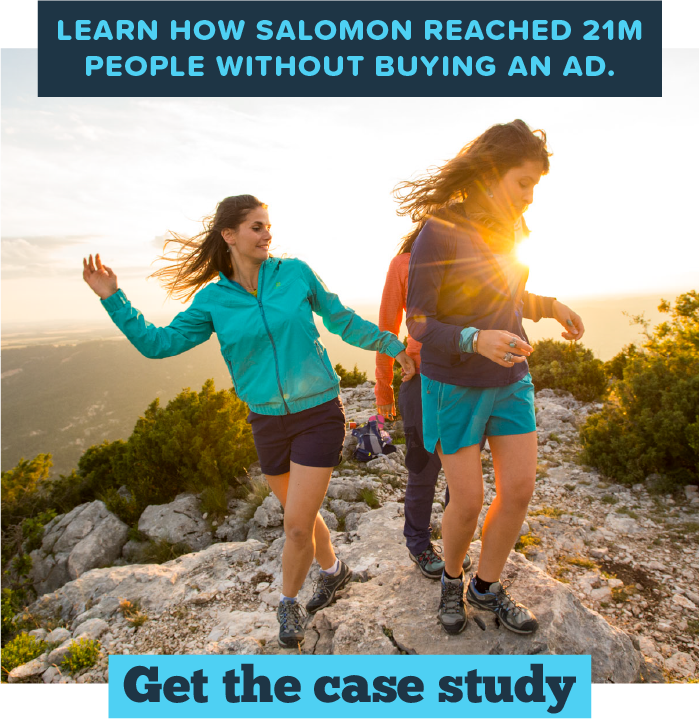 LEARN HOW SALOMON REACHED 21M
PEOPLE WITHOUT BUYING AN AD.
Get the case study